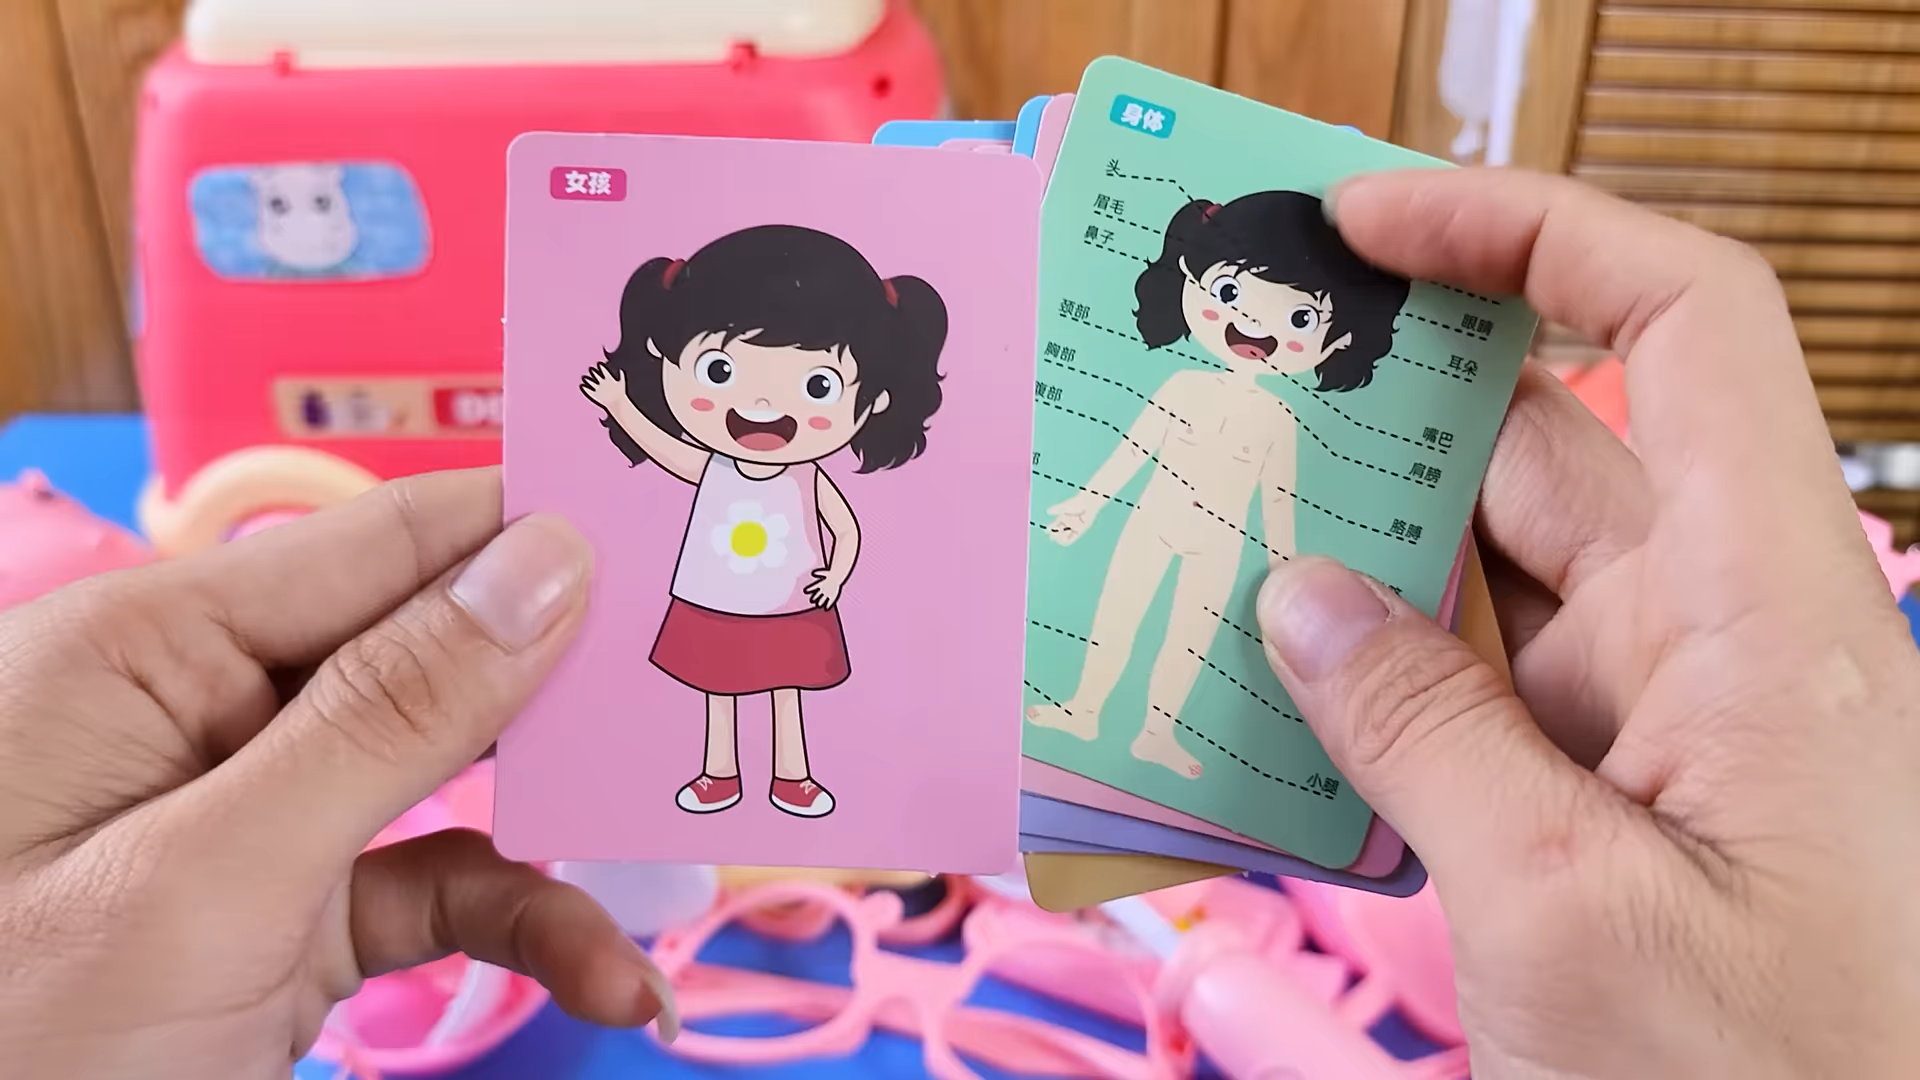 女孩
身体
头
眉毛
鼻子
颈部
胸部
腹部
眼睛
耳朵
嘴巴
肩膀
胳膊
小腿